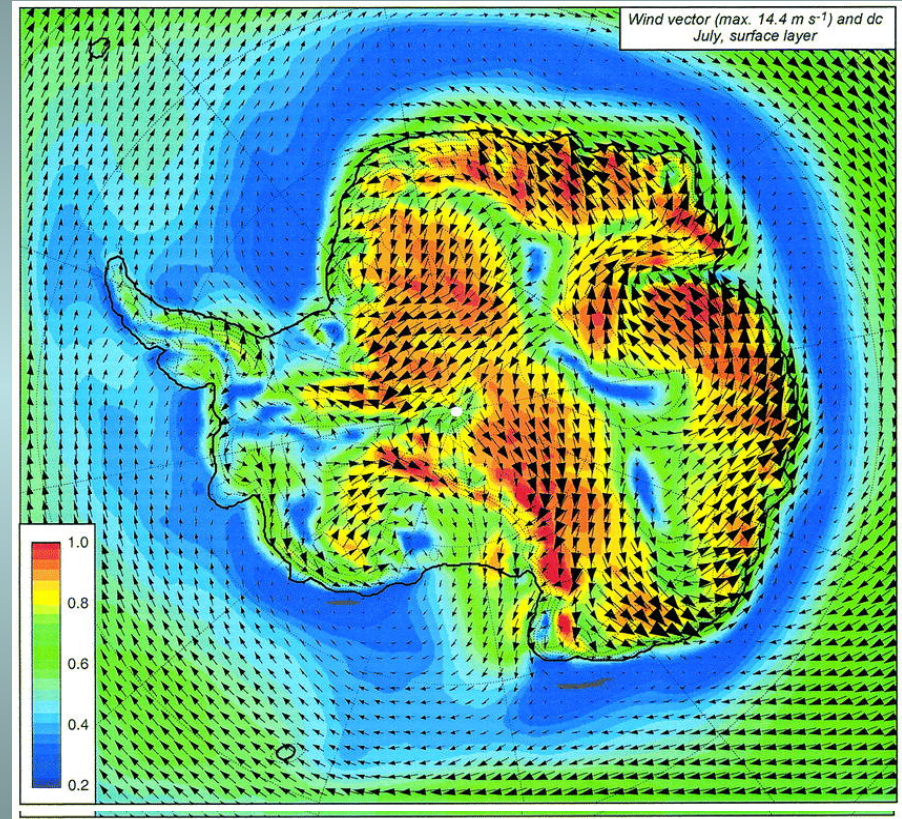 Wind vector (max. 14.4 m s⁻¹) and dc
July, surface layer
1.0
0.8
0.6
0.4
0.2